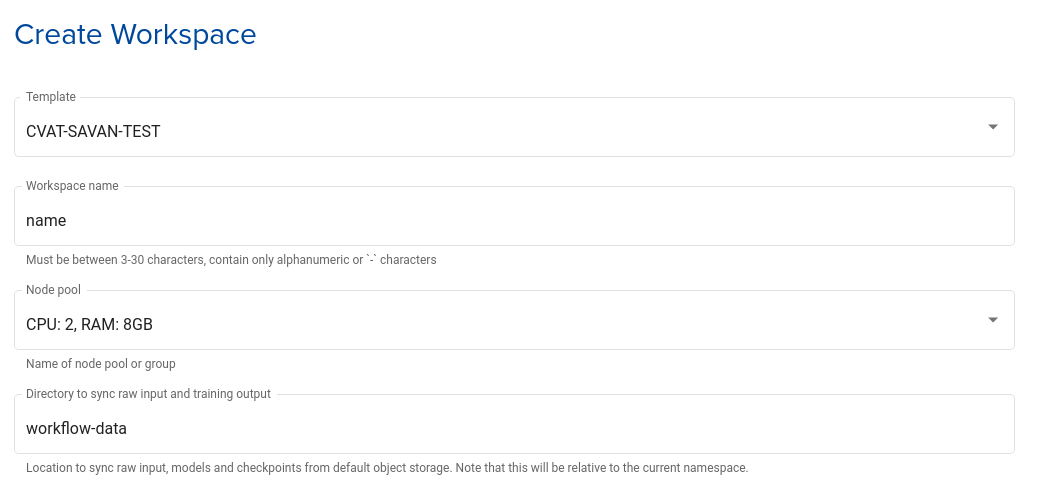 Create Workspace
Template
CVAT-SAVAN-TEST
Workspace name
name
Must be between 3-30 characters, contain only alphanumeric or `-` characters
Node pool
CPU: 2, RAM: 8GB
Name of node pool or group
Directory to sync raw input and training output
workflow-data
Location to sync raw input, models and checkpoints from default object storage. Note that this will be relative to the current namespace.